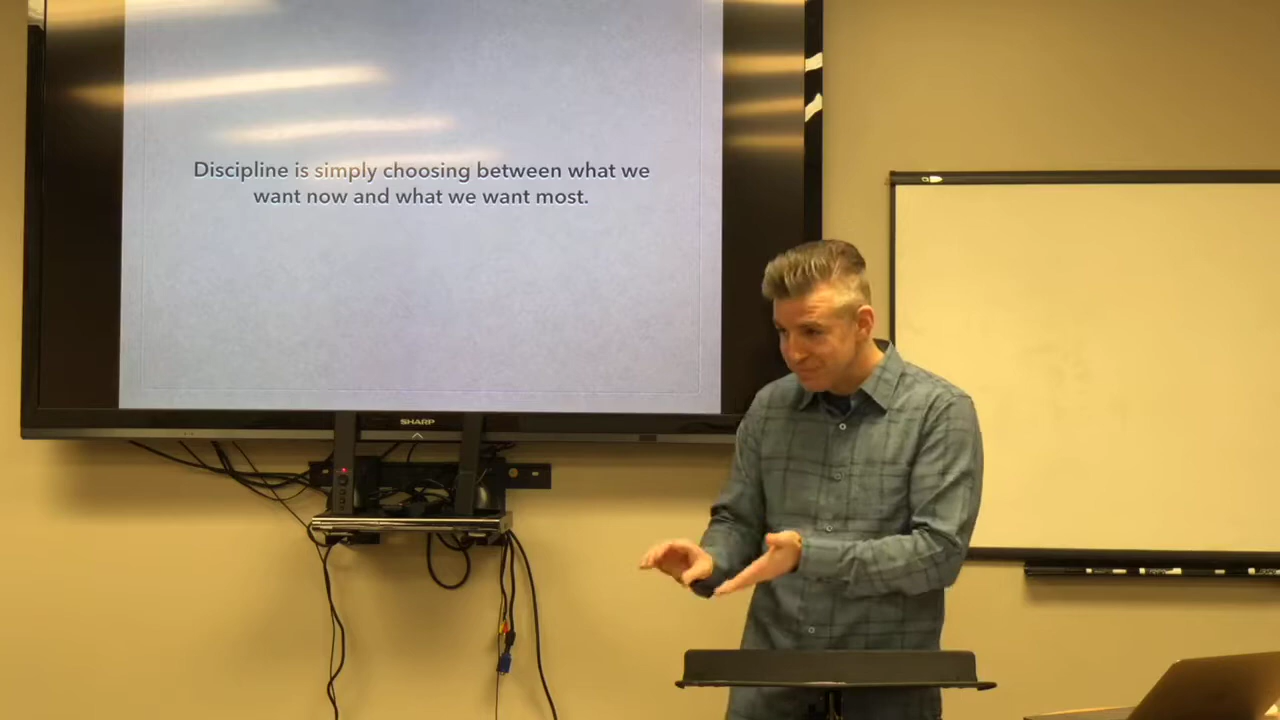 Discipline is simply choosing between what we
want now and what we want most.
SHARP